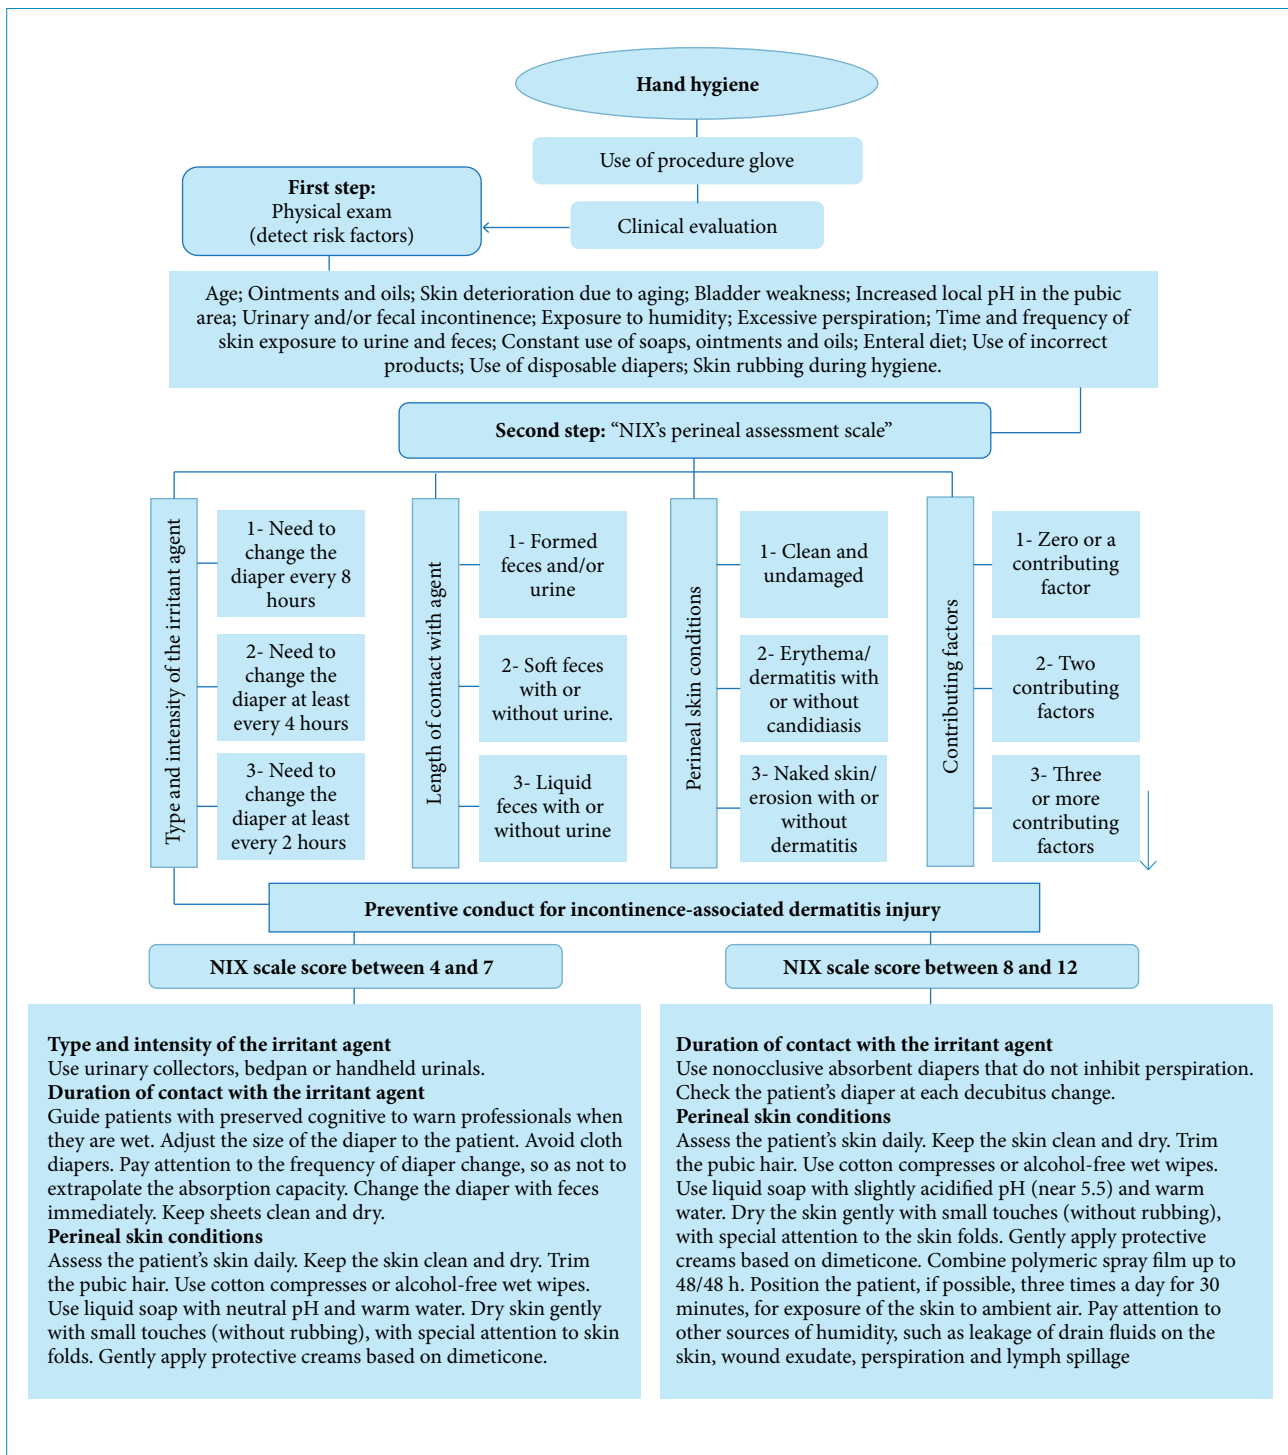 Hand hygiene
Use of procedure glove
Clinical evaluation
First step:
Physical exam
(detect risk factors)
Age; Ointments and oils; Skin deterioration due to aging; Bladder weakness; Increased local pH in the pubic
area; Urinary and/or fecal incontinence; Exposure to humidity; Excessive perspiration; Time and frequency of
skin exposure to urine and feces; Constant use of soaps, ointments and oils; Enteral diet; Use of incorrect
products; Use of disposable diapers; Skin rubbing during hygiene.
Second step: “NIX’s perineal assessment scale”
Type and intensity of the irritant agent
1- Need to
change the
diaper every 8
hours
2- Need to
change the
diaper at least
every 4 hours
3- Need to
change the
diaper at least
every 2 hours
Length of contact with agent
1- Formed
feces and/or
urine
2- Soft feces
with or
without urine.
3- Liquid
feces with or
without urine
Perineal skin conditions
1- Clean and
undamaged
2- Erythema/
dermatitis with
or without
candidiasis
3- Naked skin/
erosion with or
without
dermatitis
Contributing factors
1- Zero or a
contributing
factor
2- Two
contributing
factors
3- Three
or more
contributing
factors
Preventive conduct for incontinence-associated dermatitis injury
NIX scale score between 4 and 7
Type and intensity of the irritant agent
Use urinary collectors, bedpan or handheld urinals.
Duration of contact with the irritant agent
Guide patients with preserved cognitive to warn professionals when
they are wet. Adjust the size of the diaper to the patient. Avoid cloth
diapers. Pay attention to the frequency of diaper change, so as not to
extrapolate the absorption capacity. Change the diaper with feces
immediately. Keep sheets clean and dry.
Perineal skin conditions
Assess the patient’s skin daily. Keep the skin clean and dry. Trim
the pubic hair. Use cotton compresses or alcohol-free wet wipes.
Use liquid soap with neutral pH and warm water. Dry skin gently
with small touches (without rubbing), with special attention to skin
folds. Gently apply protective creams based on dimeticone.
NIX scale score between 8 and 12
Duration of contact with the irritant agent
Use nonocclusive absorbent diapers that do not inhibit perspiration.
Check the patient’s diaper at each decubitus change.
Perineal skin conditions
Assess the patient’s skin daily. Keep the skin clean and dry. Trim
the pubic hair. Use cotton compresses or alcohol-free wet wipes.
Use liquid soap with slightly acidified pH (near 5.5) and warm
water. Dry the skin gently with small touches (without rubbing),
with special attention to the skin folds. Gently apply protective
creams based on dimeticone. Combine polymeric spray film up to
48/48 h. Position the patient, if possible, three times a day for 30
minutes, for exposure of the skin to ambient air. Pay attention to
other sources of humidity, such as leakage of drain fluids on the
skin, wound exudate, perspiration and lymph spillage